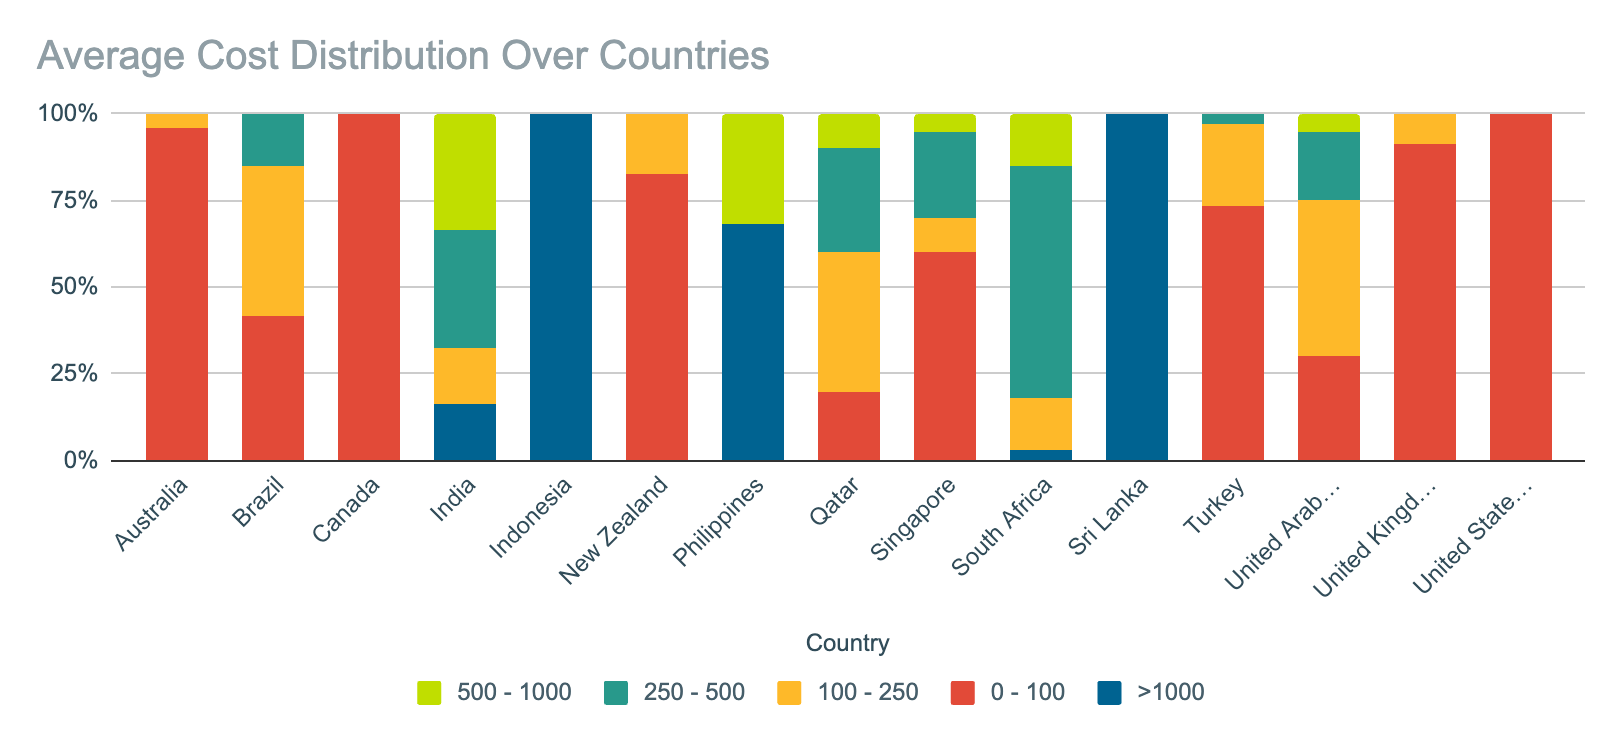 Average Cost Distribution Over Countries
100%
75%
50%
25%
0%
Australia
Brazil
Canada
India
Indonesia
New Zealand
Philippines
Qatar
Singapore
South Africa
Sri Lanka
Turkey
United Arab…
United Kingd…
United State…
Country
500 - 1000
250 - 500
100 - 250
0 - 100
>1000